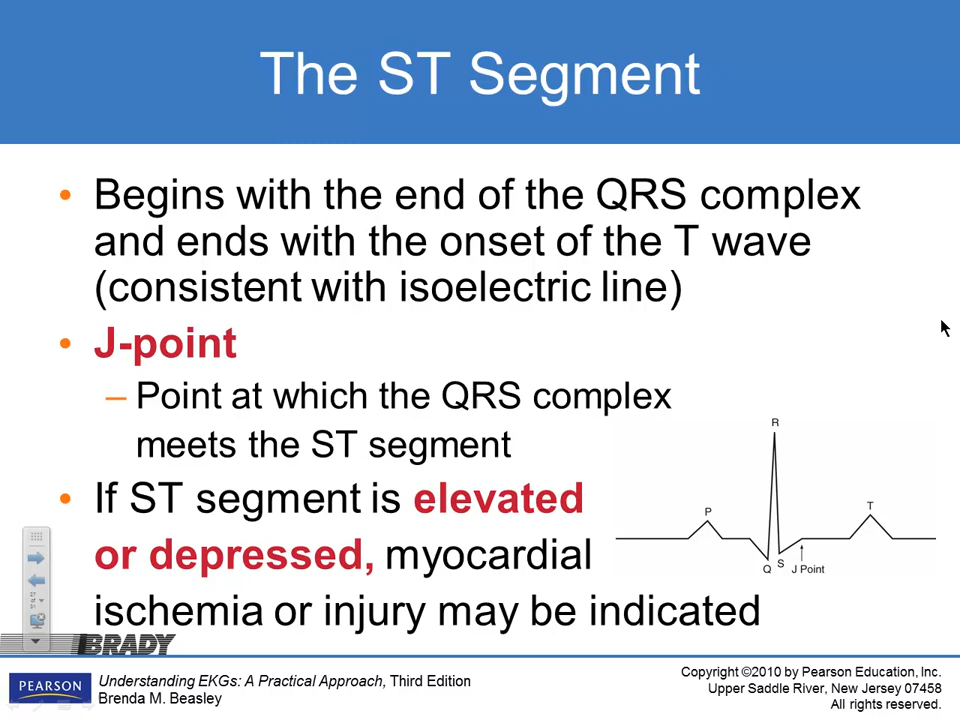 The ST Segment
• Begins with the end of the QRS complex
and ends with the onset of the T wave
(consistent with isoelectric line)
• J-point
– Point at which the QRS complex
meets the ST segment
• If ST segment is elevated
or depressed, myocardial
ischemia or injury may be indicated
R
P
T
Q
S
J Point
27
of
31
BRADY
PEARSON
Understanding EKGs: A Practical Approach, Third Edition
Brenda M. Beasley
Copyright ©2010 by Pearson Education, Inc.
Upper Saddle River, New Jersey 07458
All rights reserved.